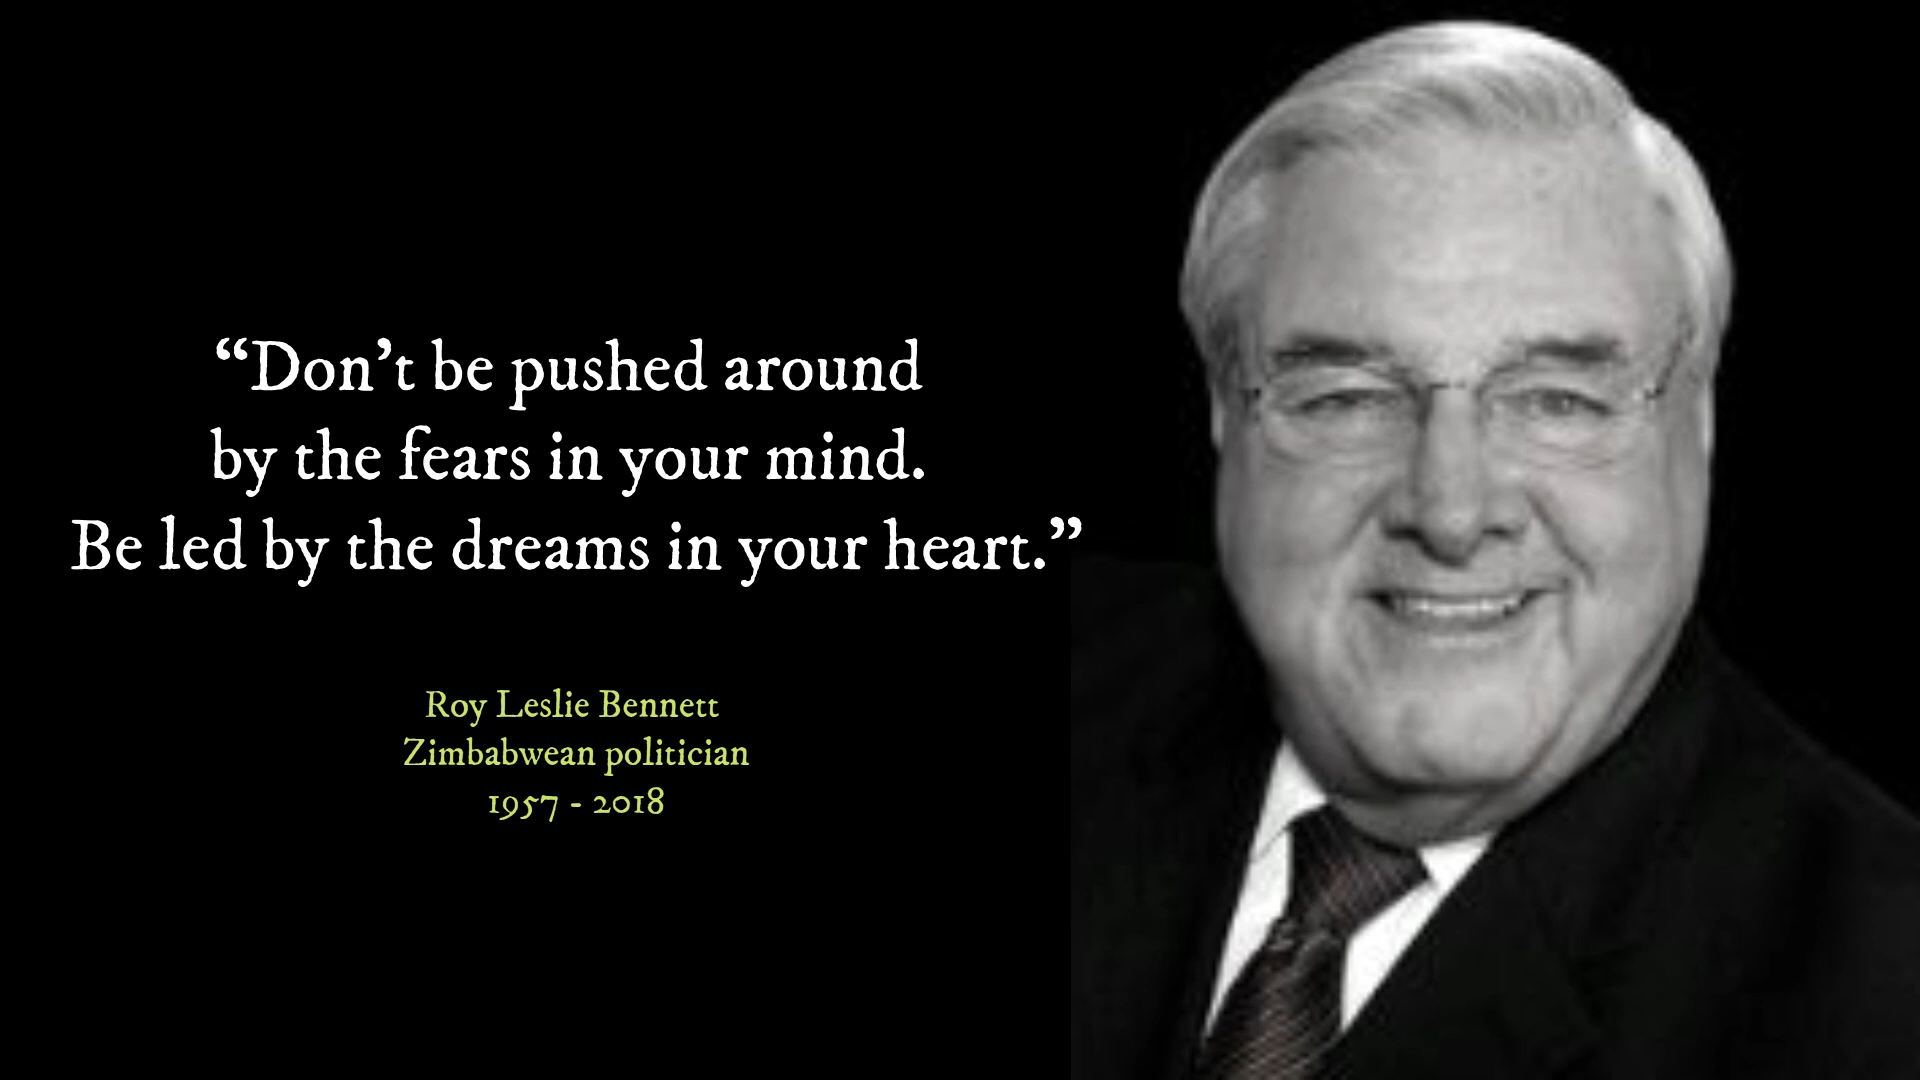 “Don’t be pushed around
by the fears in your mind.
Be led by the dreams in your heart.”
Roy Leslie Bennett
Zimbabwean politician
1957 - 2018